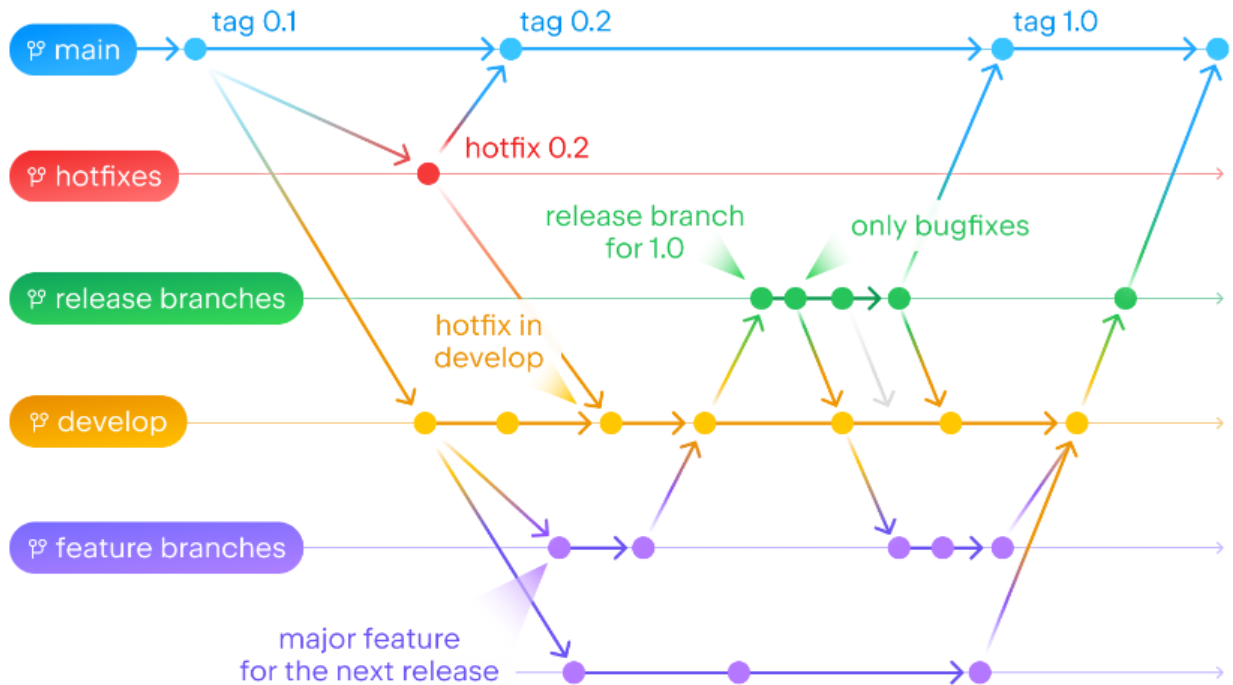 tag 0.1
tag 0.2
tag 1.0
main
hotfix 0.2
hotfixes
release branch
for 1.0
only bugfixes
release branches
hotfix in
develop
develop
feature branches
major feature
for the next release